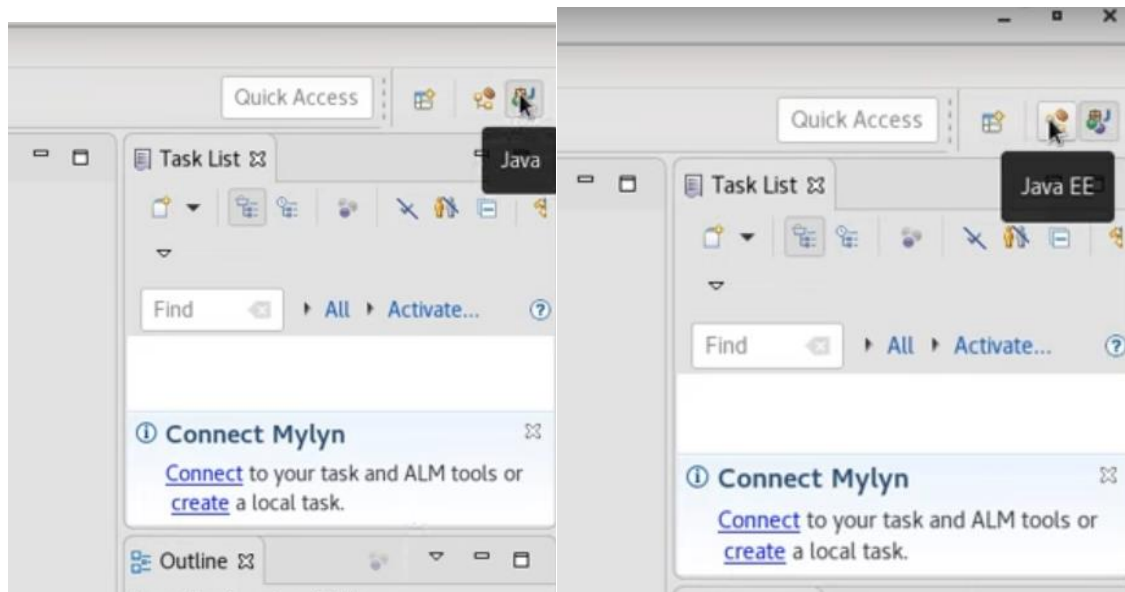 Quick Access
Task List
Java
Find
All
Activate...
Connect Mylyn
Connect to your task and ALM tools or
create a local task.
Outline
Quick Access
Task List
Java EE
Find
All
Activate...
Connect Mylyn
Connect to your task and ALM tools or
create a local task.